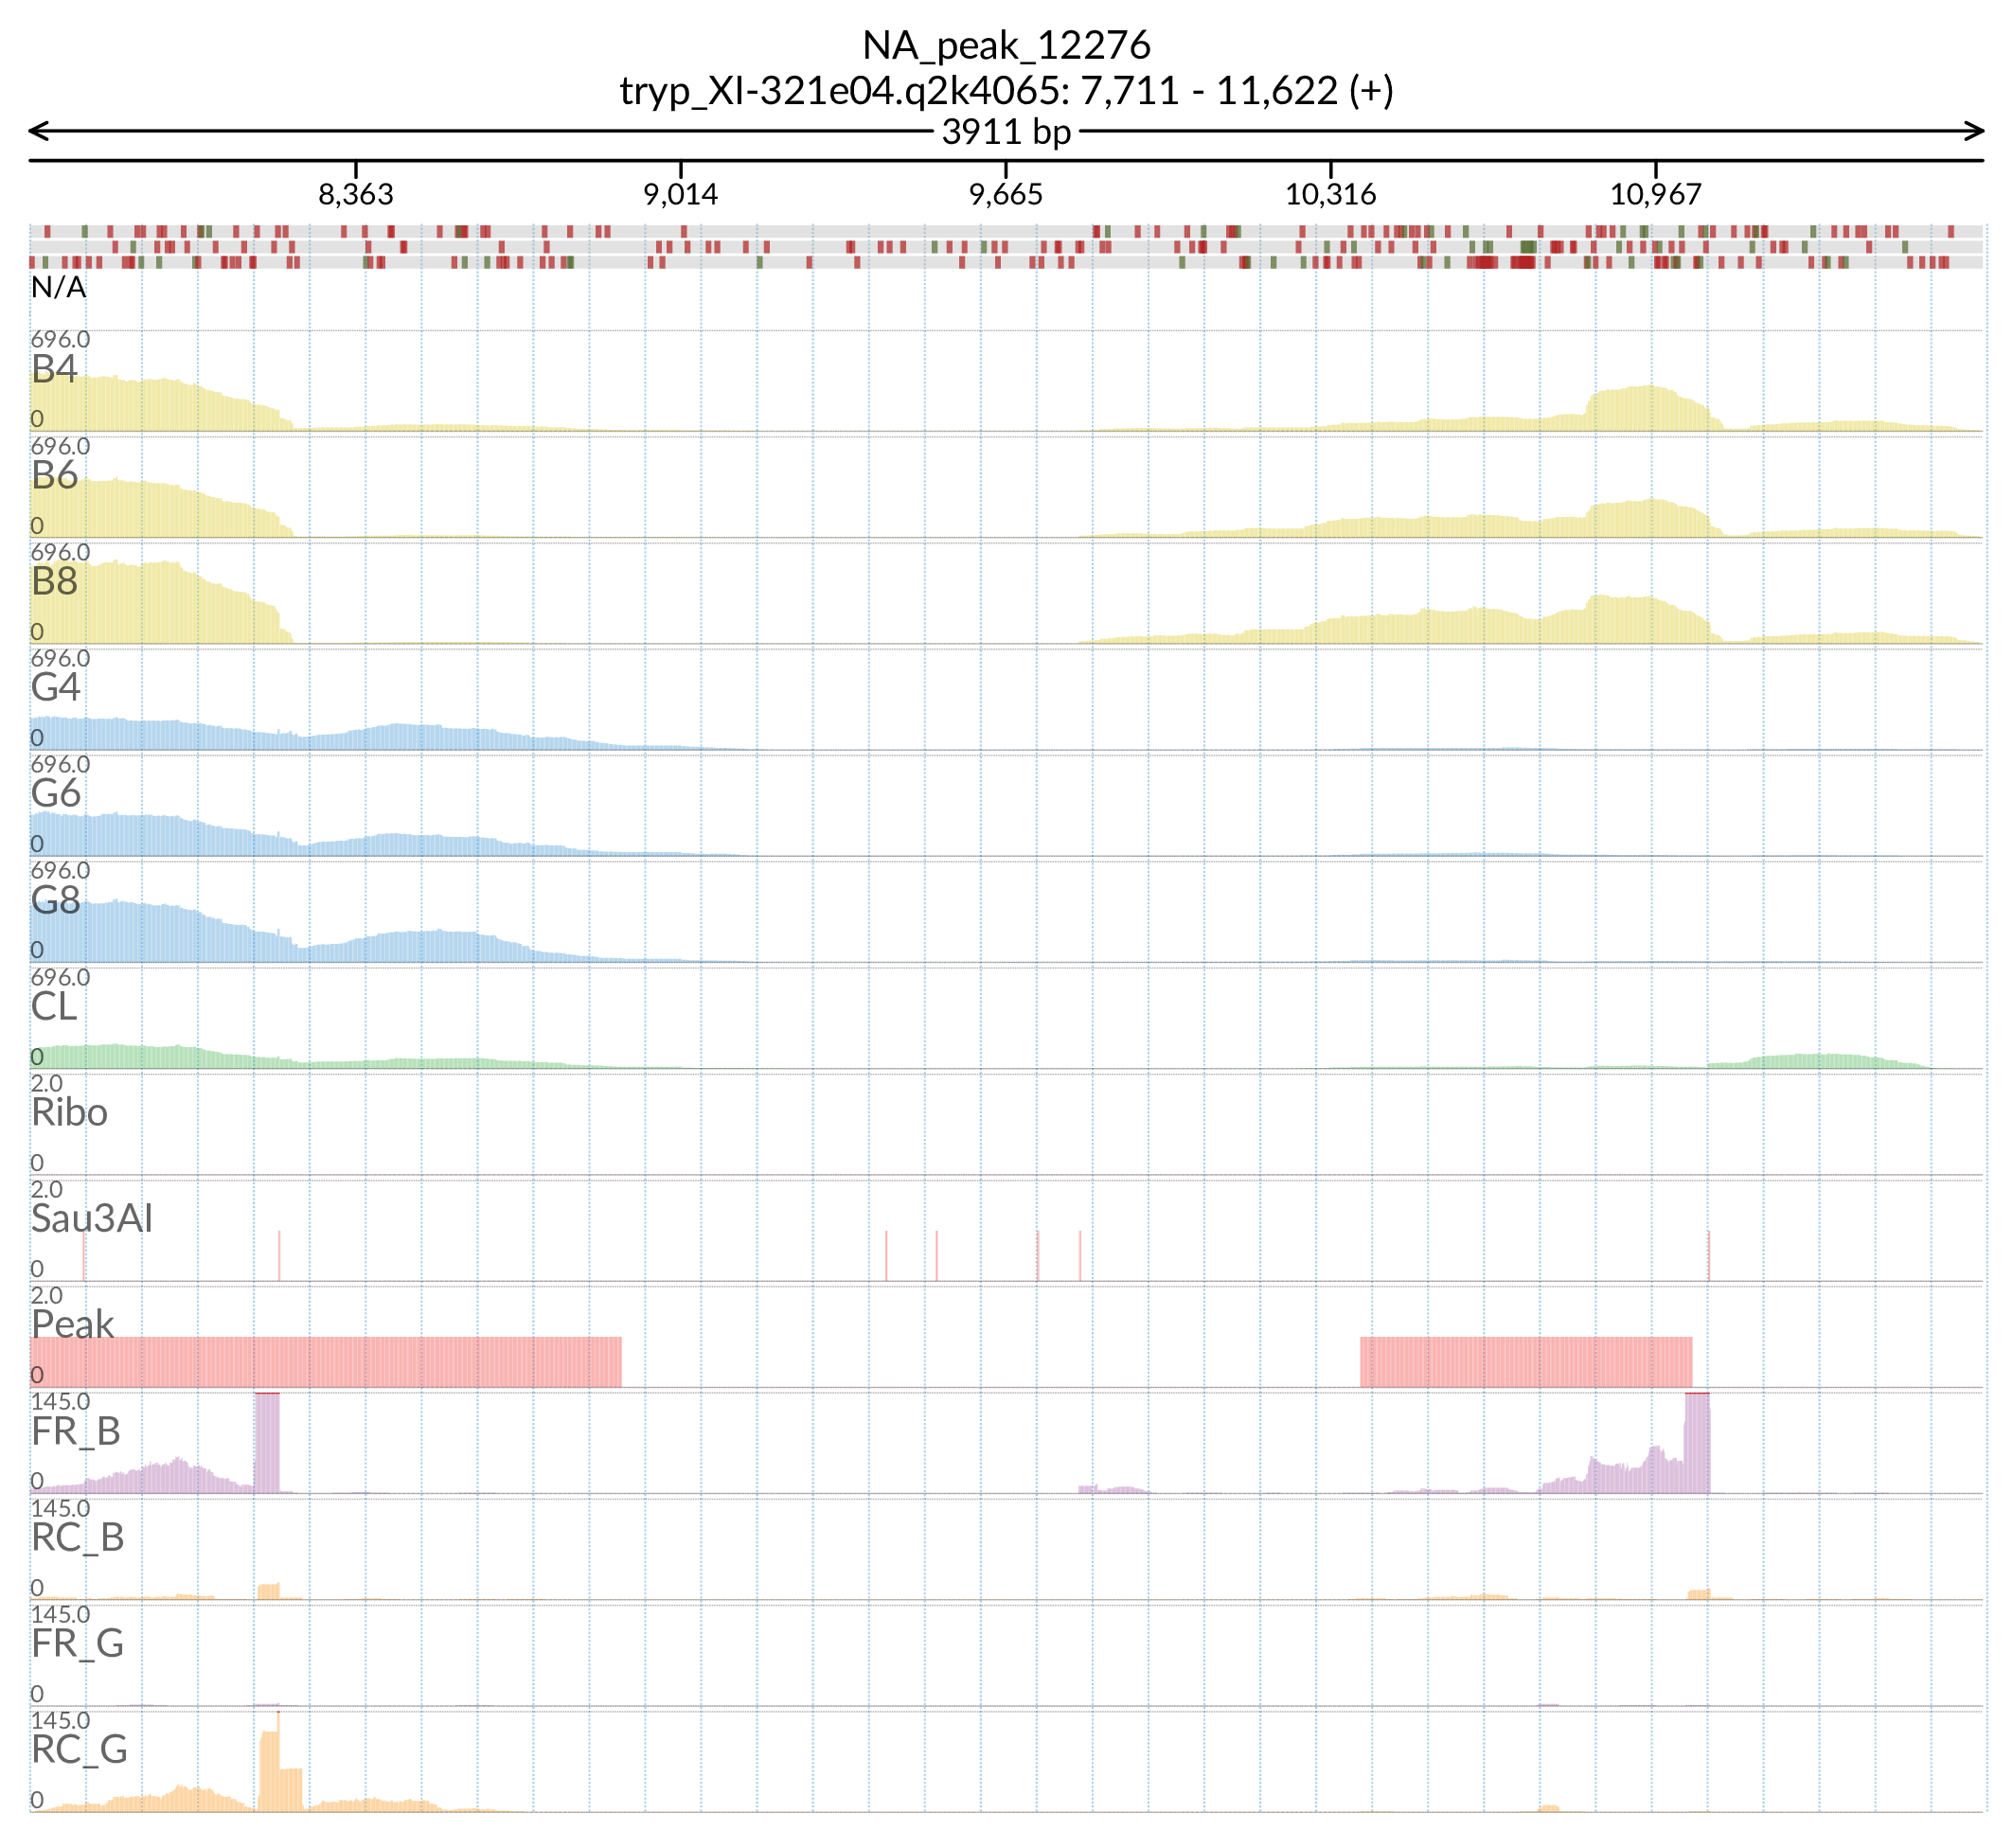 NA_peak_12276
tryp_XI-321e04.q2k4065: 7,711 - 11,622 (+)
3911 bp
8,363 9,014 9,665 10,316 10,967
N/A
696.0
B4
0
696.0
B6
0
696.0
B8
0
696.0
G4
0
696.0
G6
0
696.0
G8
0
696.0
CL
0
2.0
Ribo
0
2.0
Sau3AI
0
2.0
Peak
0
145.0
FR_B
0
145.0
RC_B
0
145.0
FR_G
0
145.0
RC_G
0